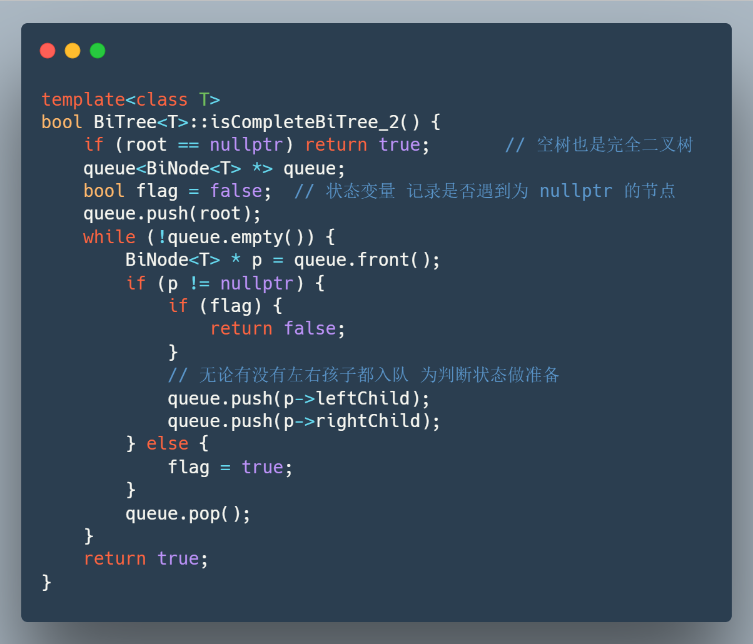 template<class T>
bool BiTree<T>::isCompleteBiTree_2() {
    if (root == nullptr) return true;       // 空树也是完全二叉树
    queue<BiNode<T> *> queue;
    bool flag = false;  // 状态变量 记录是否遇到为 nullptr 的节点
    queue.push(root);
    while (!queue.empty()) {
        BiNode<T> * p = queue.front();
        if (p != nullptr) {
            if (flag) {
                return false;
            }
            // 无论有没有左右孩子都入队 为判断状态做准备
            queue.push(p->leftChild);
            queue.push(p->rightChild);
        } else {
            flag = true;
        }
        queue.pop();
    }
    return true;
}